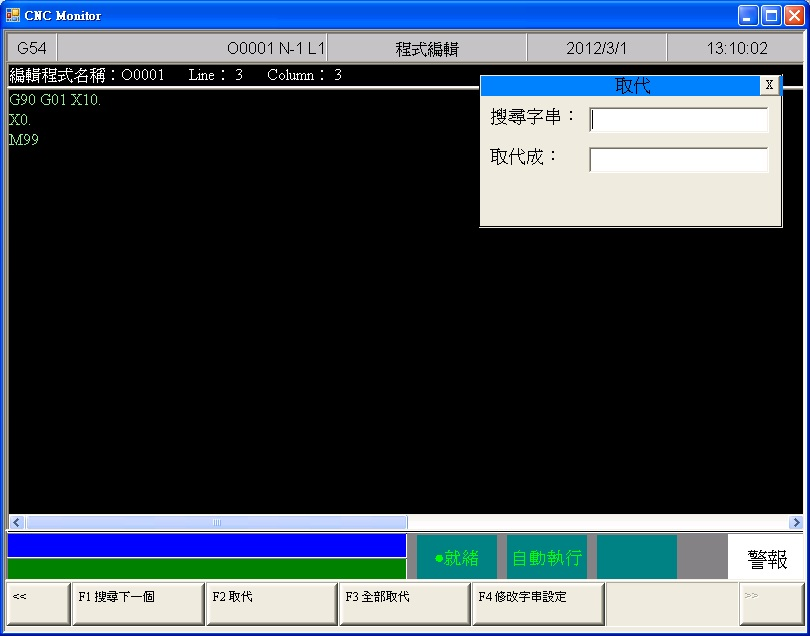 CNC Monitor
G54 O0001 N-1 L1 程式編輯 2012/3/1 13:10:02
編輯程式名稱：O0001 Line： 3 Column： 3
取代 X
搜尋字串：
取代成：
G90 G01 X10.
X0.
M99
●就緒 自動執行 警報
<< F1 搜尋下一個 F2 取代 F3 全部取代 F4 修改字串設定 >>